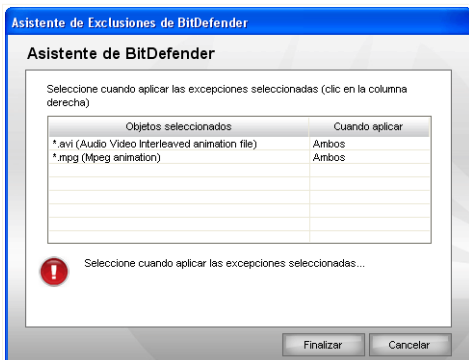 Asistente de Exclusiones de BitDefender
Asistente de BitDefender
Seleccione cuando aplicar las excepciones seleccionadas (clic en la columna
derecha)
Objetos seleccionados Cuando aplicar
*.avi (Audio Video Interleaved animation file) Ambos
*.mpg (Mpeg animation) Ambos
Seleccione cuando aplicar las excepciones seleccionadas...
Finalizar Cancelar